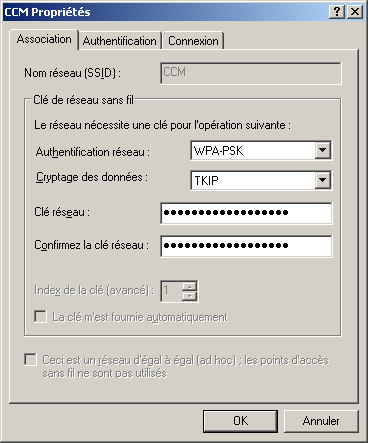 CCM Propriétés
Association Authentification Connexion
Nom réseau (SSID) : CCM
Clé de réseau sans fil
Le réseau nécessite une clé pour l'opération suivante :
Authentification réseau : WPA-PSK
Cryptage des données : TKIP
Clé réseau : ●●●●●●●●●●●●●●●●●●
Confirmez la clé réseau : ●●●●●●●●●●●●●●●●●●
Index de la clé (avancé) : 1
La clé m'est fournie automatiquement
Ceci est un réseau d'égal à égal (ad hoc) ; les points d'accès
sans fil ne sont pas utilisés
OK Annuler